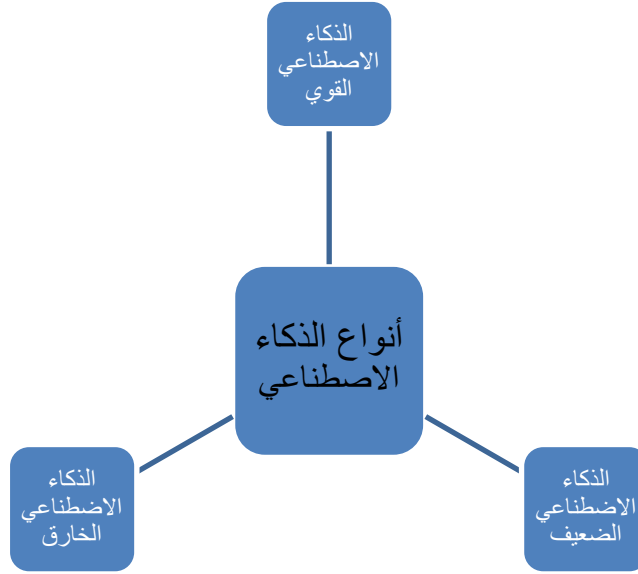 الذكاء
الاصطناعي
القوي
أنواع الذكاء
الاصطناعي
الذكاء
الاضطناعي
الضعيف
الذكاء
الاضطناعي
الخارق